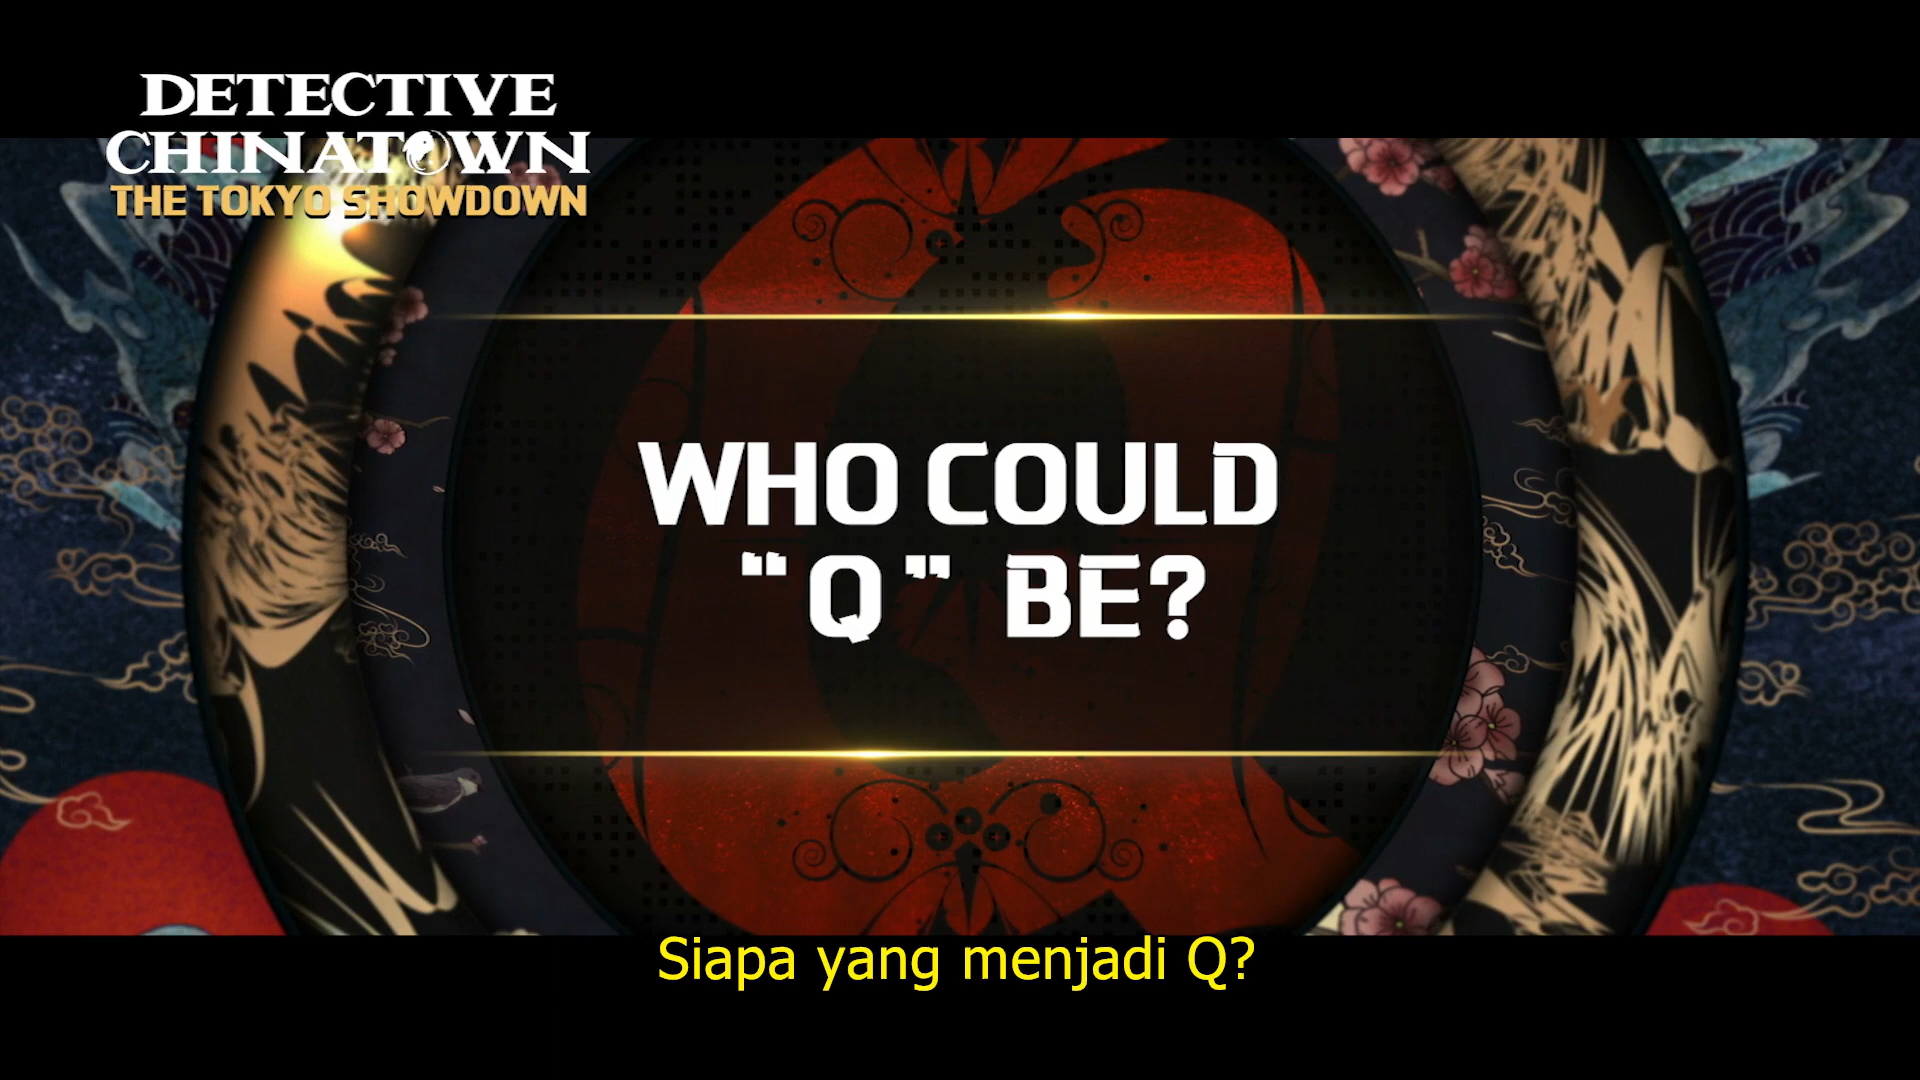 DETECTIVE
CHINATOWN
THE TOKYO SHOWDOWN
WHO COULD
"Q" BE?
Siapa yang menjadi Q?